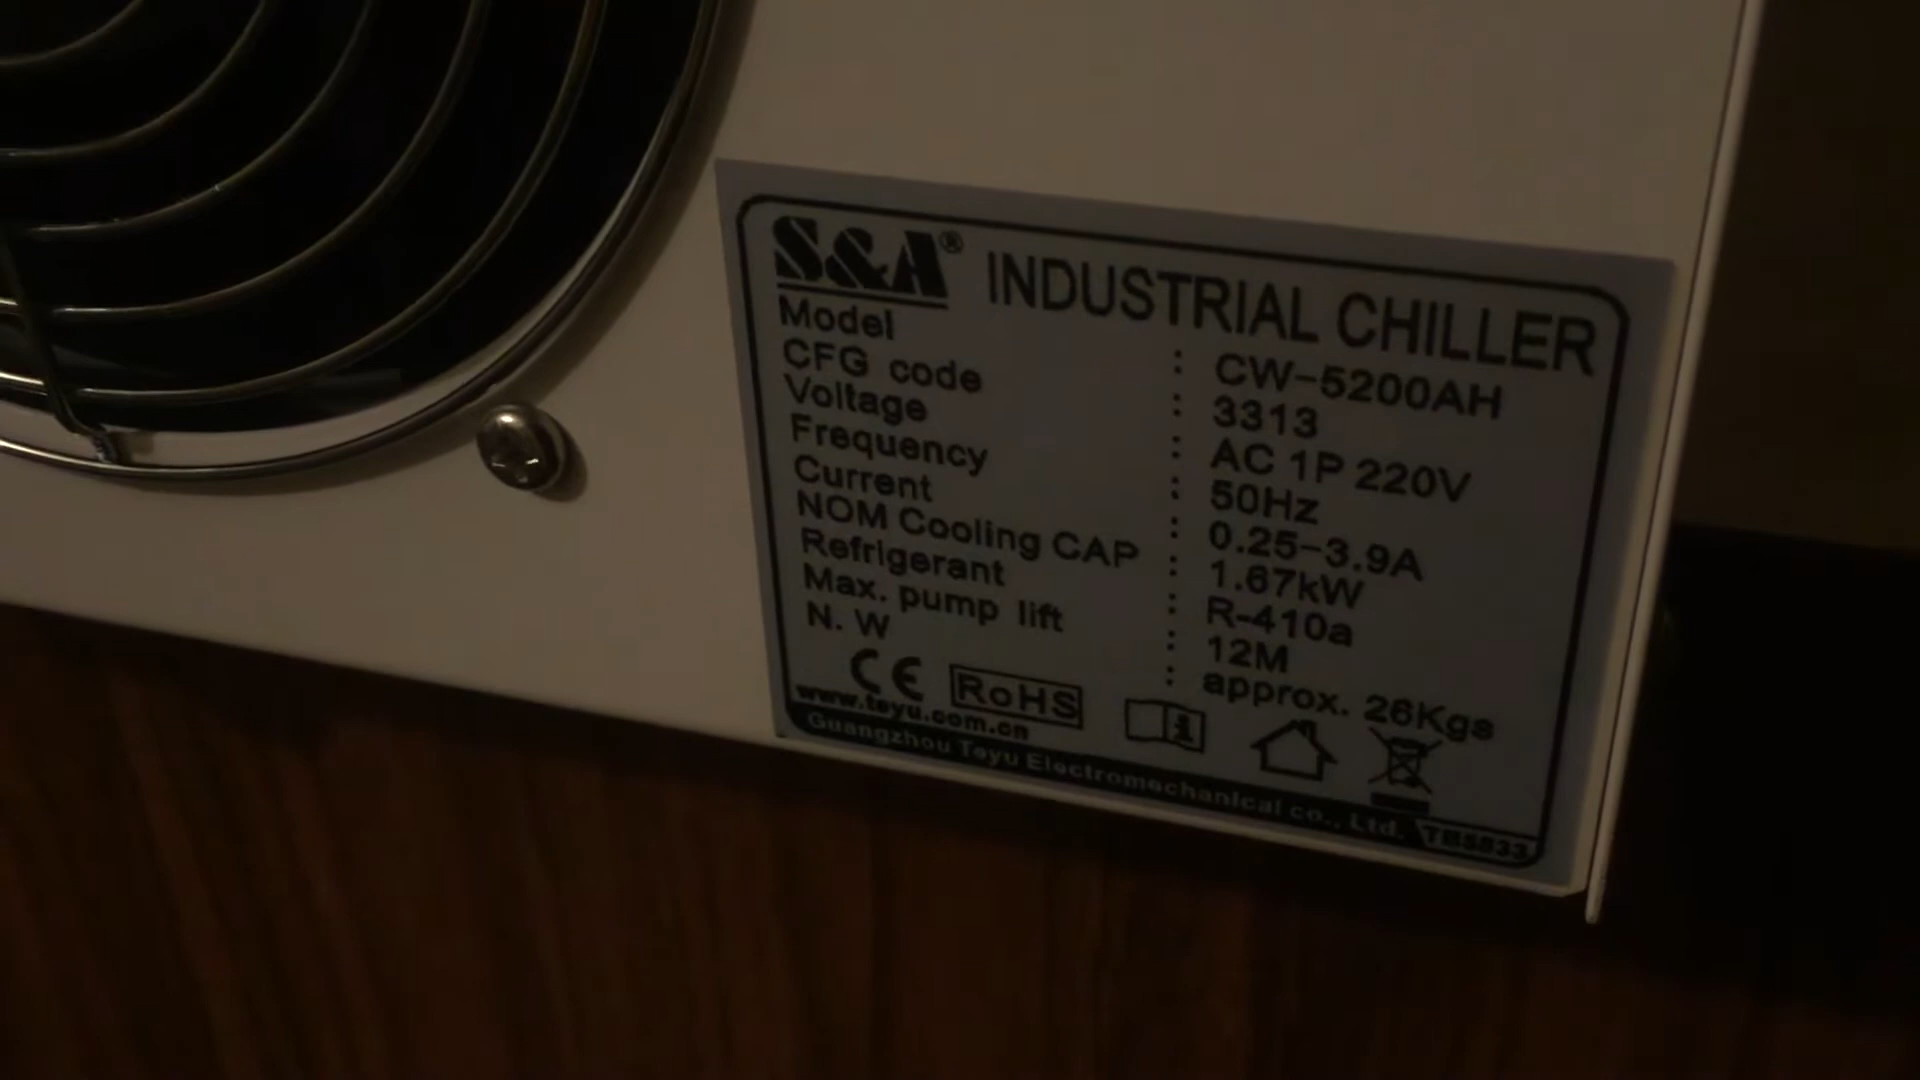 S&A® INDUSTRIAL CHILLER
Model : CW-5200AH
CFG code : 3313
Voltage : AC 1P 220V
Frequency : 50Hz
Current : 0.25-3.9A
NOM Cooling CAP : 1.67kW
Refrigerant : R-410a
Max. pump lift : 12M
N. W : approx. 26Kgs
CE RoHS
www.teyu.com.cn
Guangzhou Teyu Electromechanical co., Ltd.